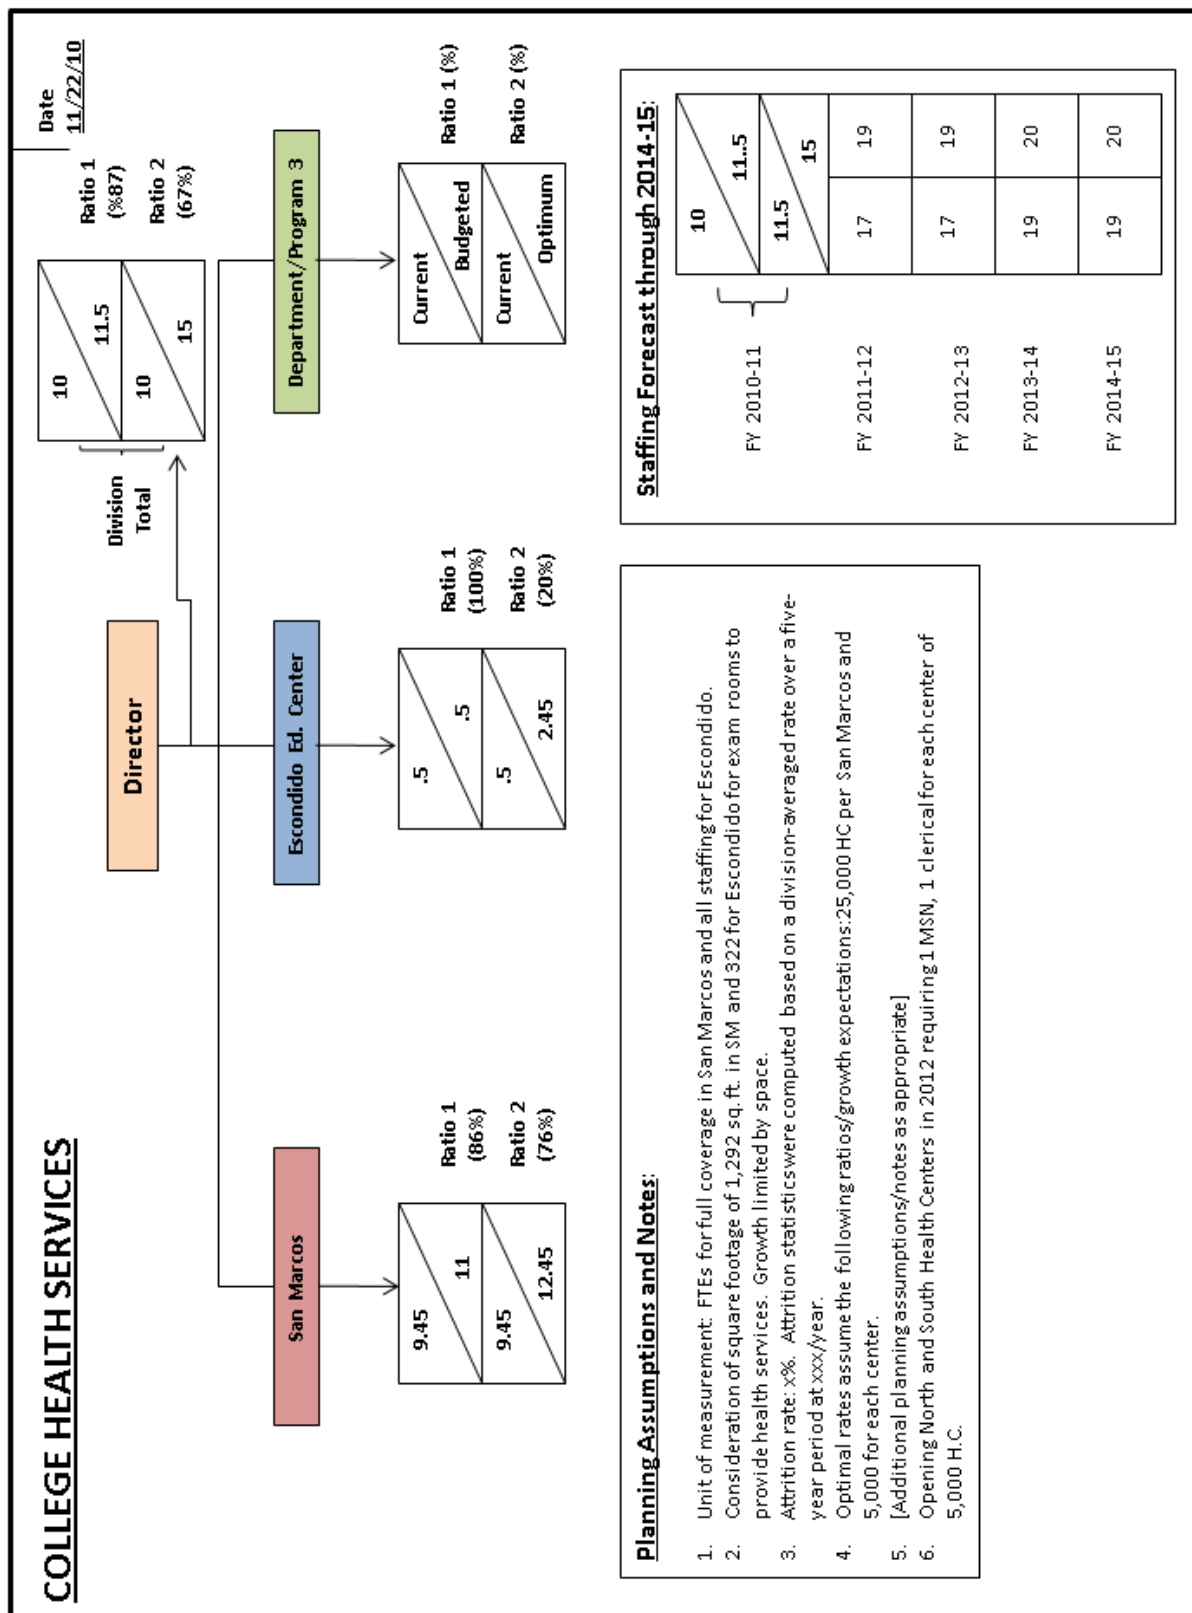 COLLEGE HEALTH SERVICES
Date
11/22/10
Director
Division
Total
10
11.5
10
15
Ratio 1
(%87)
Ratio 2
(67%)
San Marcos
Escondido Ed. Center
Department/Program 3
9.45
11
9.45
12.45
Ratio 1
(86%)
Ratio 2
(76%)
.5
.5
.5
2.45
Ratio 1
(100%)
Ratio 2
(20%)
Current
Budgeted
Current
Optimum
Ratio 1 (%)
Ratio 2 (%)
Planning Assumptions and Notes:
1. Unit of measurement: FTEs for full coverage in San Marcos and all staffing for Escondido.
2. Consideration of square footage of 1,292 sq. ft. in SM and 322 for Escondido for exam rooms to
provide health services. Growth limited by space.
3. Attrition rate: x%. Attrition statistics were computed based on a division-averaged rate over a five-
year period at xxx/year.
4. Optimal rates assume the following ratios/growth expectations: 25,000 HC per San Marcos and
5,000 for each center.
5. [Additional planning assumptions/notes as appropriate]
6. Opening North and South Health Centers in 2012 requiring 1 MSN, 1 clerical for each center of
5,000 H.C.
Staffing Forecast through 2014-15:
FY 2010-11
10
11..5
11.5
15
FY 2011-12 17 19
FY 2012-13 17 19
FY 2013-14 19 20
FY 2014-15 19 20